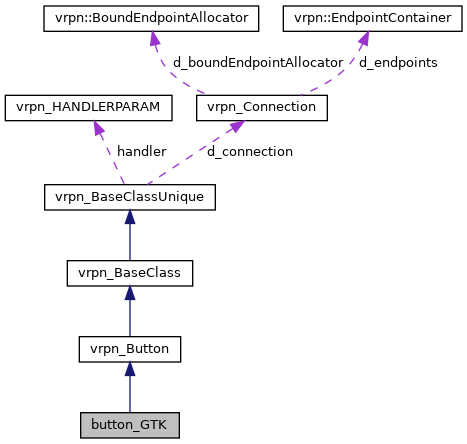 vrpn::BoundEndpointAllocator
vrpn::EndpointContainer
d_boundEndpointAllocator
d_endpoints
vrpn_HANDLERPARAM
vrpn_Connection
handler
d_connection
vrpn_BaseClassUnique
vrpn_BaseClass
vrpn_Button
button_GTK